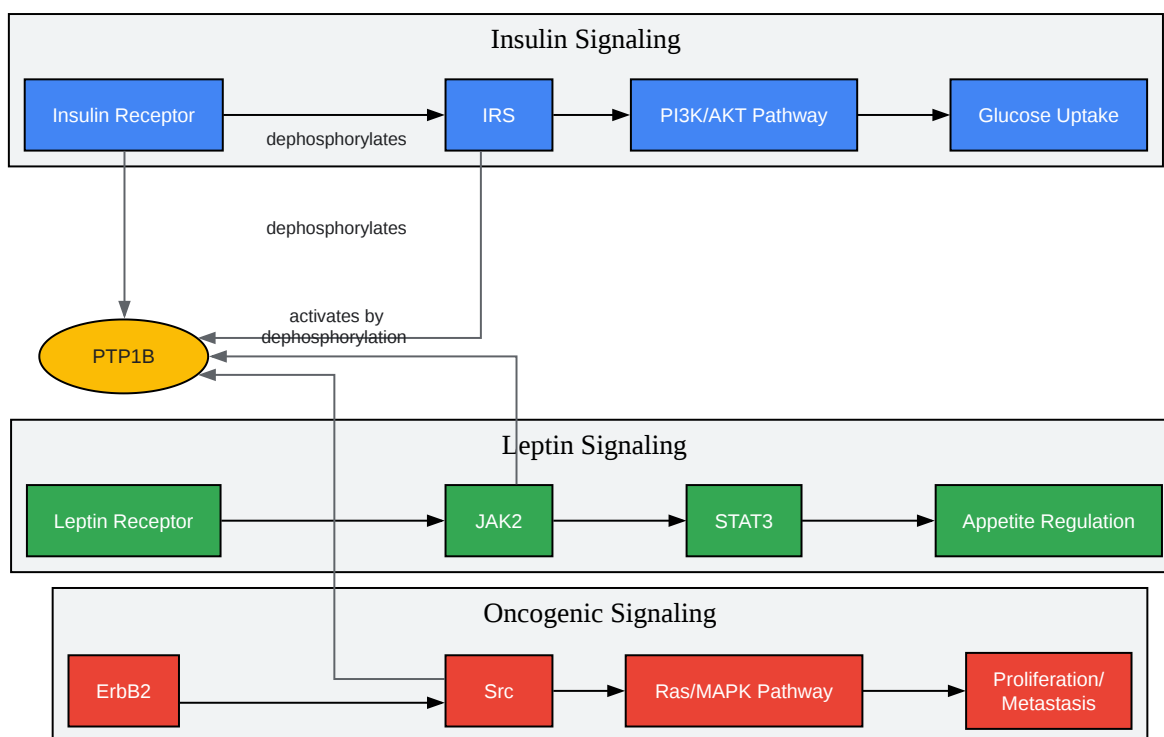 Insulin Signaling
Insulin Receptor
IRS
PI3K/AKT Pathway
Glucose Uptake
dephosphorylates
dephosphorylates
activates by
dephosphorylation
PTP1B
Leptin Signaling
Leptin Receptor
JAK2
STAT3
Appetite Regulation
Oncogenic Signaling
ErbB2
Src
Ras/MAPK Pathway
Proliferation/
Metastasis